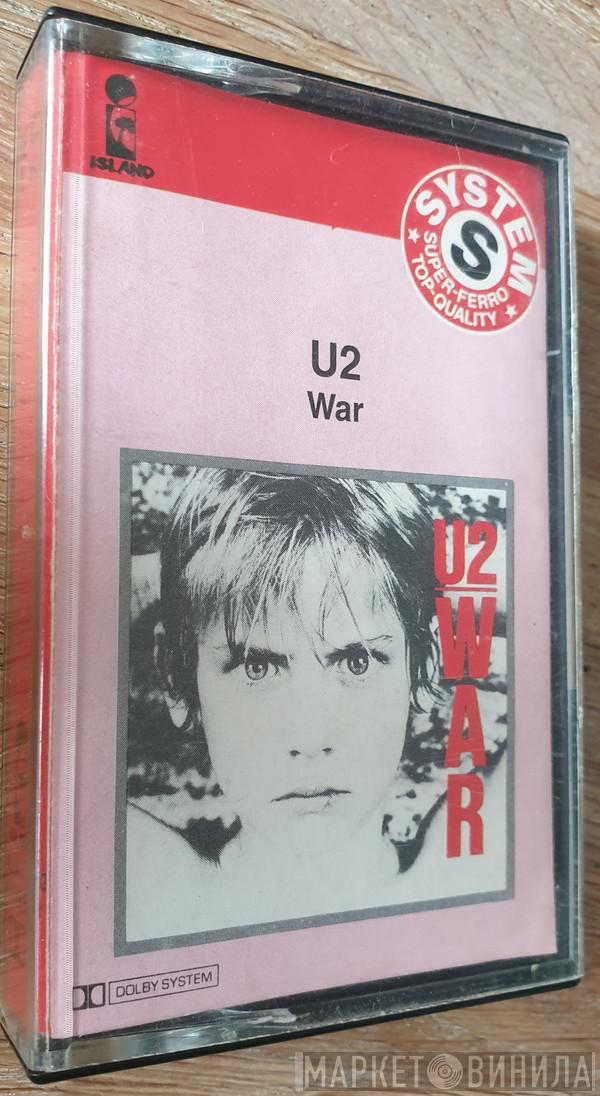 ISLAND
SYSTEM
S
SUPER-FERRO
TOP-QUALITY
U2
War
U2
WAR
DOLBY SYSTEM
МАРКЕТ ВИНИЛА